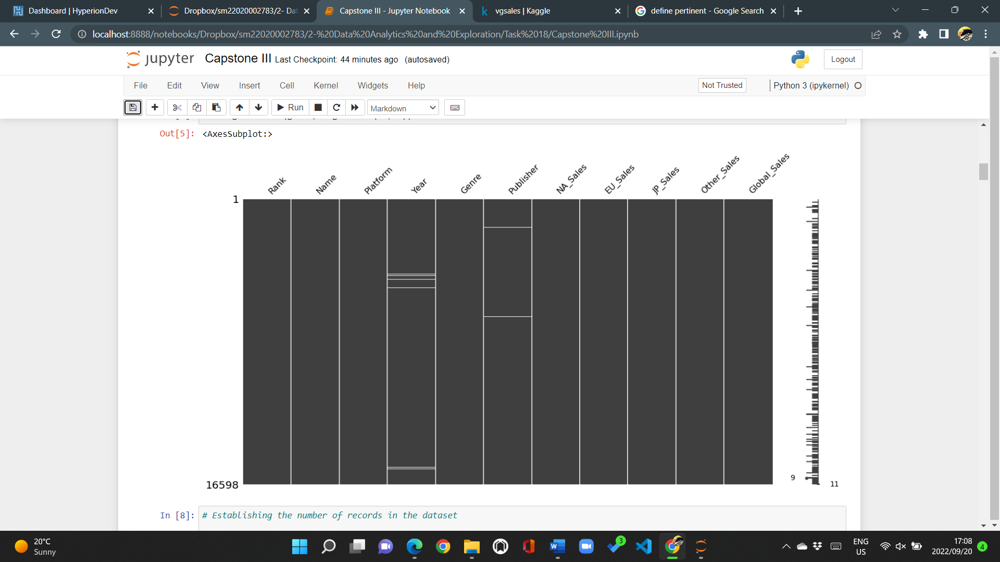 Dashboard | HyperionDev
Dropbox/sm22020002783/2- Dat
Capstone III - Jupyter Notebook
vgsales | Kaggle
define pertinent - Google Search
localhost:8888/notebooks/Dropbox/sm22020002783/2-%20Data%20Analytics%20and%20Exploration/Task%2018/Capstone%20III.ipynb
jupyter Capstone III Last Checkpoint: 44 minutes ago (autosaved)
Logout
File Edit View Insert Cell Kernel Widgets Help
Not Trusted
Python 3 (ipykernel)
Run
Markdown
Out[5]: <AxesSubplot:>
Rank Name Platform Year Genre Publisher NA_Sales EU_Sales JP_Sales Other_Sales Global_Sales
1
16598
9
11
In [8]: # Establishing the number of records in the dataset
20°C
Sunny
3
ENG
US
17:08
2022/09/20
4